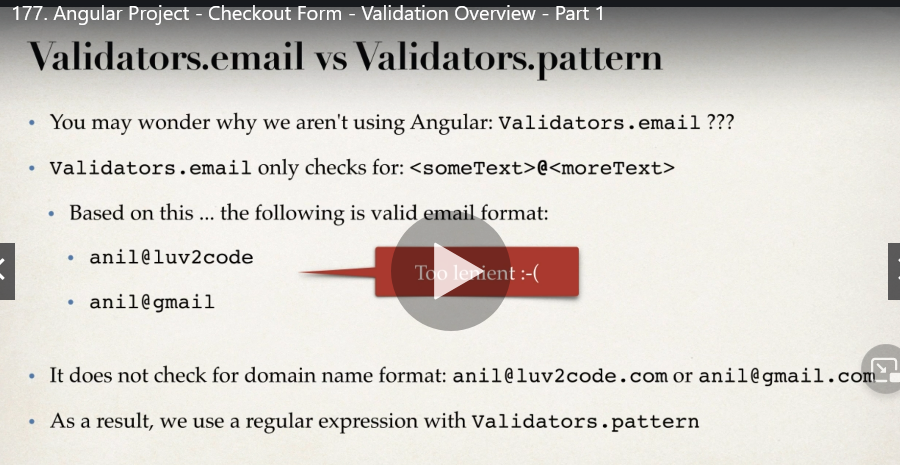 177. Angular Project - Checkout Form - Validation Overview - Part 1
Validators.email vs Validators.pattern
• You may wonder why we aren't using Angular: Validators.email ???
• Validators.email only checks for: <someText>@<moreText>
• Based on this ... the following is valid email format:
• anil@luv2code
Too lenient :-(
• anil@gmail
• It does not check for domain name format: anil@luv2code.com or anil@gmail.com
• As a result, we use a regular expression with Validators.pattern